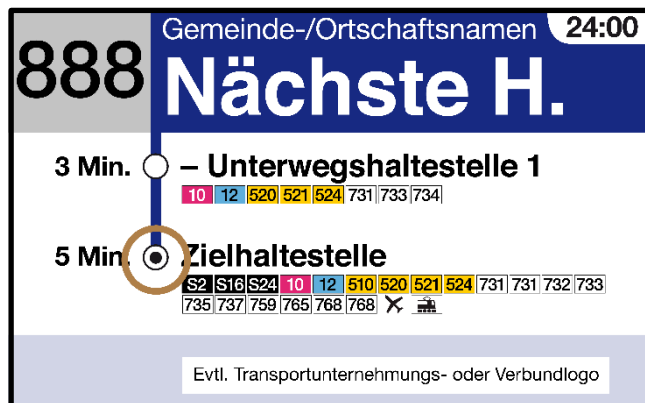 888
Gemeinde-/Ortschaftsnamen 24:00
Nächste H.
3 Min. – Unterwegshaltestelle 1
10 12 520 521 524 731 733 734
5 Min. Zielhaltestelle
S2 S16 S24 10 12 510 520 521 524 731 731 732 733
735 737 759 765 768 768
Evtl. Transportunternehmungs- oder Verbundlogo